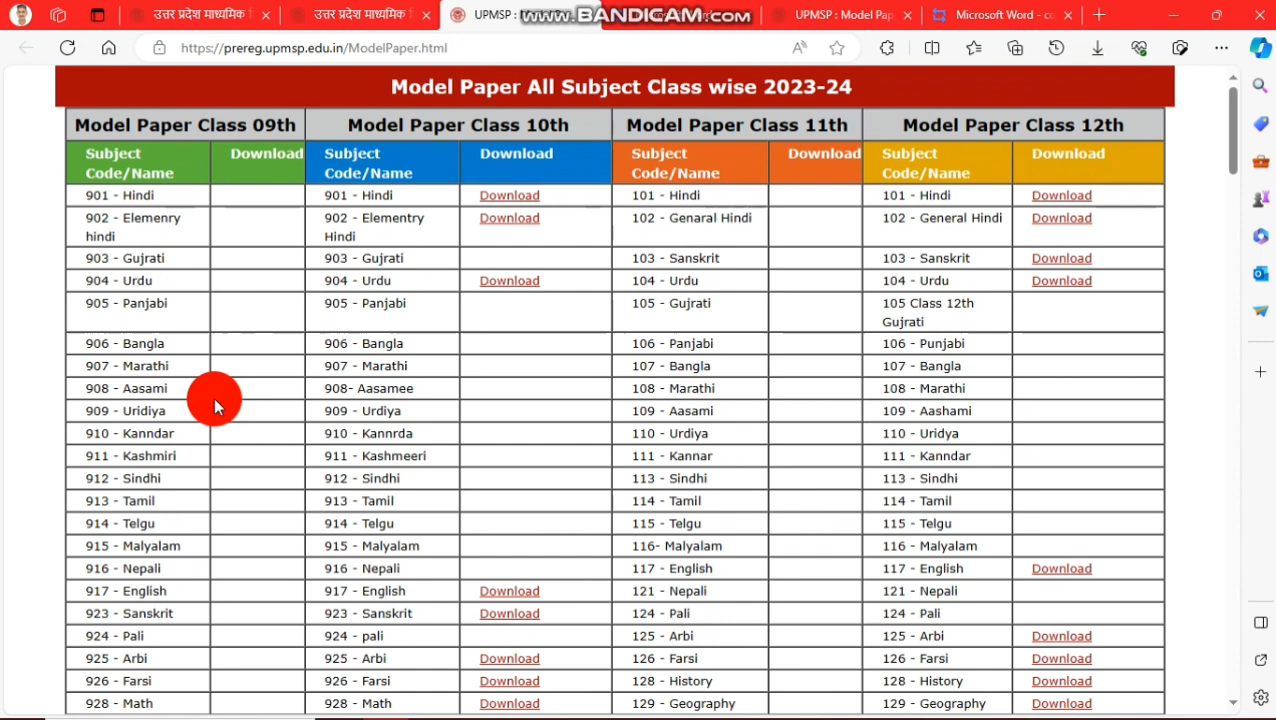 उत्तर प्रदेश माध्यमिक
उत्तर प्रदेश माध्यमिक
UPMSP :
www.BANDICAM.com
UPMSP : Model Pap
Microsoft Word - co
https://prereg.upmsp.edu.in/ModelPaper.html
Model Paper All Subject Class wise 2023-24
Model Paper Class 09th Model Paper Class 10th Model Paper Class 11th Model Paper Class 12th
Subject Code/Name Download Subject Code/Name Download Subject Code/Name Download Subject Code/Name Download
901 - Hindi 901 - Hindi Download 101 - Hindi 101 - Hindi Download
902 - Elemenry hindi 902 - Elementry Hindi Download 102 - Genaral Hindi 102 - General Hindi Download
903 - Gujrati 903 - Gujrati 103 - Sanskrit 103 - Sanskrit Download
904 - Urdu 904 - Urdu Download 104 - Urdu 104 - Urdu Download
905 - Panjabi 905 - Panjabi 105 - Gujrati 105 Class 12th Gujrati
906 - Bangla 906 - Bangla 106 - Panjabi 106 - Punjabi
907 - Marathi 907 - Marathi 107 - Bangla 107 - Bangla
908 - Aasami 908- Aasamee 108 - Marathi 108 - Marathi
909 - Uridiya 909 - Urdiya 109 - Aasami 109 - Aashami
910 - Kanndar 910 - Kannrda 110 - Urdiya 110 - Uridya
911 - Kashmiri 911 - Kashmeeri 111 - Kannar 111 - Kanndar
912 - Sindhi 912 - Sindhi 113 - Sindhi 113 - Sindhi
913 - Tamil 913 - Tamil 114 - Tamil 114 - Tamil
914 - Telgu 914 - Telgu 115 - Telgu 115 - Telgu
915 - Malyalam 915 - Malyalam 116- Malyalam 116 - Malyalam
916 - Nepali 916 - Nepali 117 - English 117 - English Download
917 - English 917 - English Download 121 - Nepali 121 - Nepali
923 - Sanskrit 923 - Sanskrit Download 124 - Pali 124 - Pali
924 - Pali 924 - pali 125 - Arbi 125 - Arbi Download
925 - Arbi 925 - Arbi Download 126 - Farsi 126 - Farsi Download
926 - Farsi 926 - Farsi Download 128 - History 128 - History Download
928 - Math 928 - Math Download 129 - Geography 129 - Geography Download